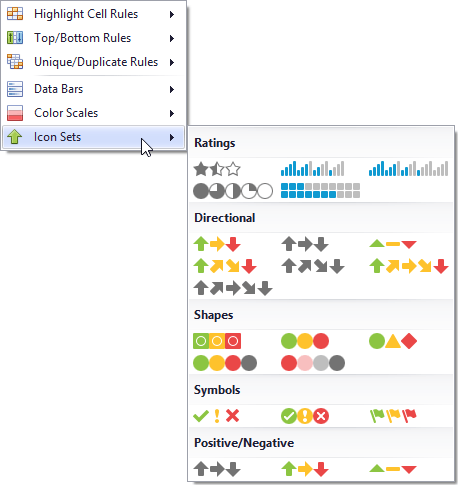 Highlight Cell Rules
Top/Bottom Rules
Unique/Duplicate Rules
Data Bars
Color Scales
Icon Sets
Ratings
Directional
Shapes
Symbols
Positive/Negative